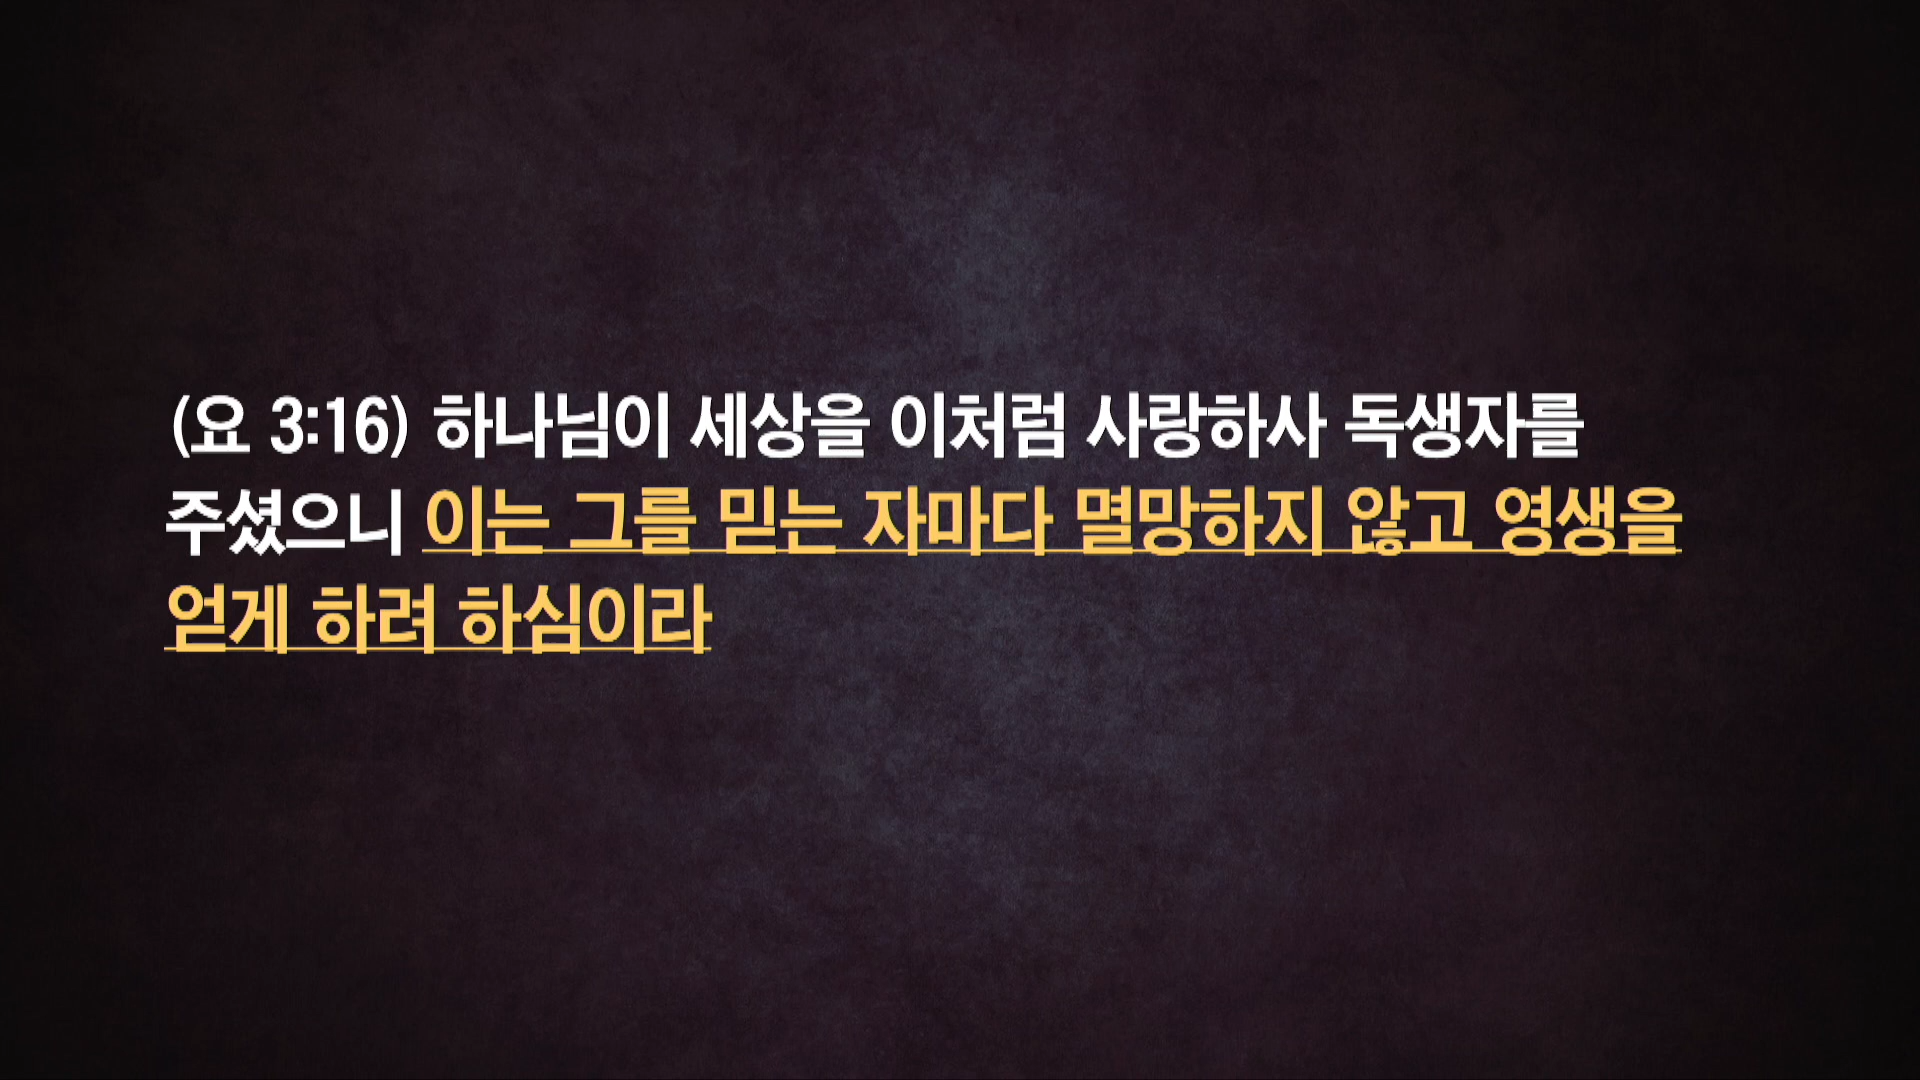 (요 3:16) 하나님이 세상을 이처럼 사랑하사 독생자를
주셨으니 이는 그를 믿는 자마다 멸망하지 않고 영생을
얻게 하려 하심이라